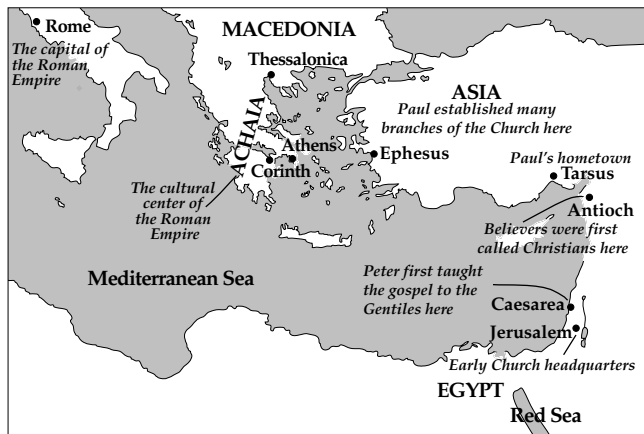 MACEDONIA
Rome
The capital of
the Roman
Empire
Thessalonica
ASIA
Paul established many
branches of the Church here
ACHAIA
Athens
Corinth
Ephesus
Paul's hometown
Tarsus
The cultural
center of
the Roman
Empire
Antioch
Believers were first
called Christians here
Mediterranean Sea
Peter first taught
the gospel to the
Gentiles here
Caesarea
Jerusalem
Early Church headquarters
EGYPT
Red Sea